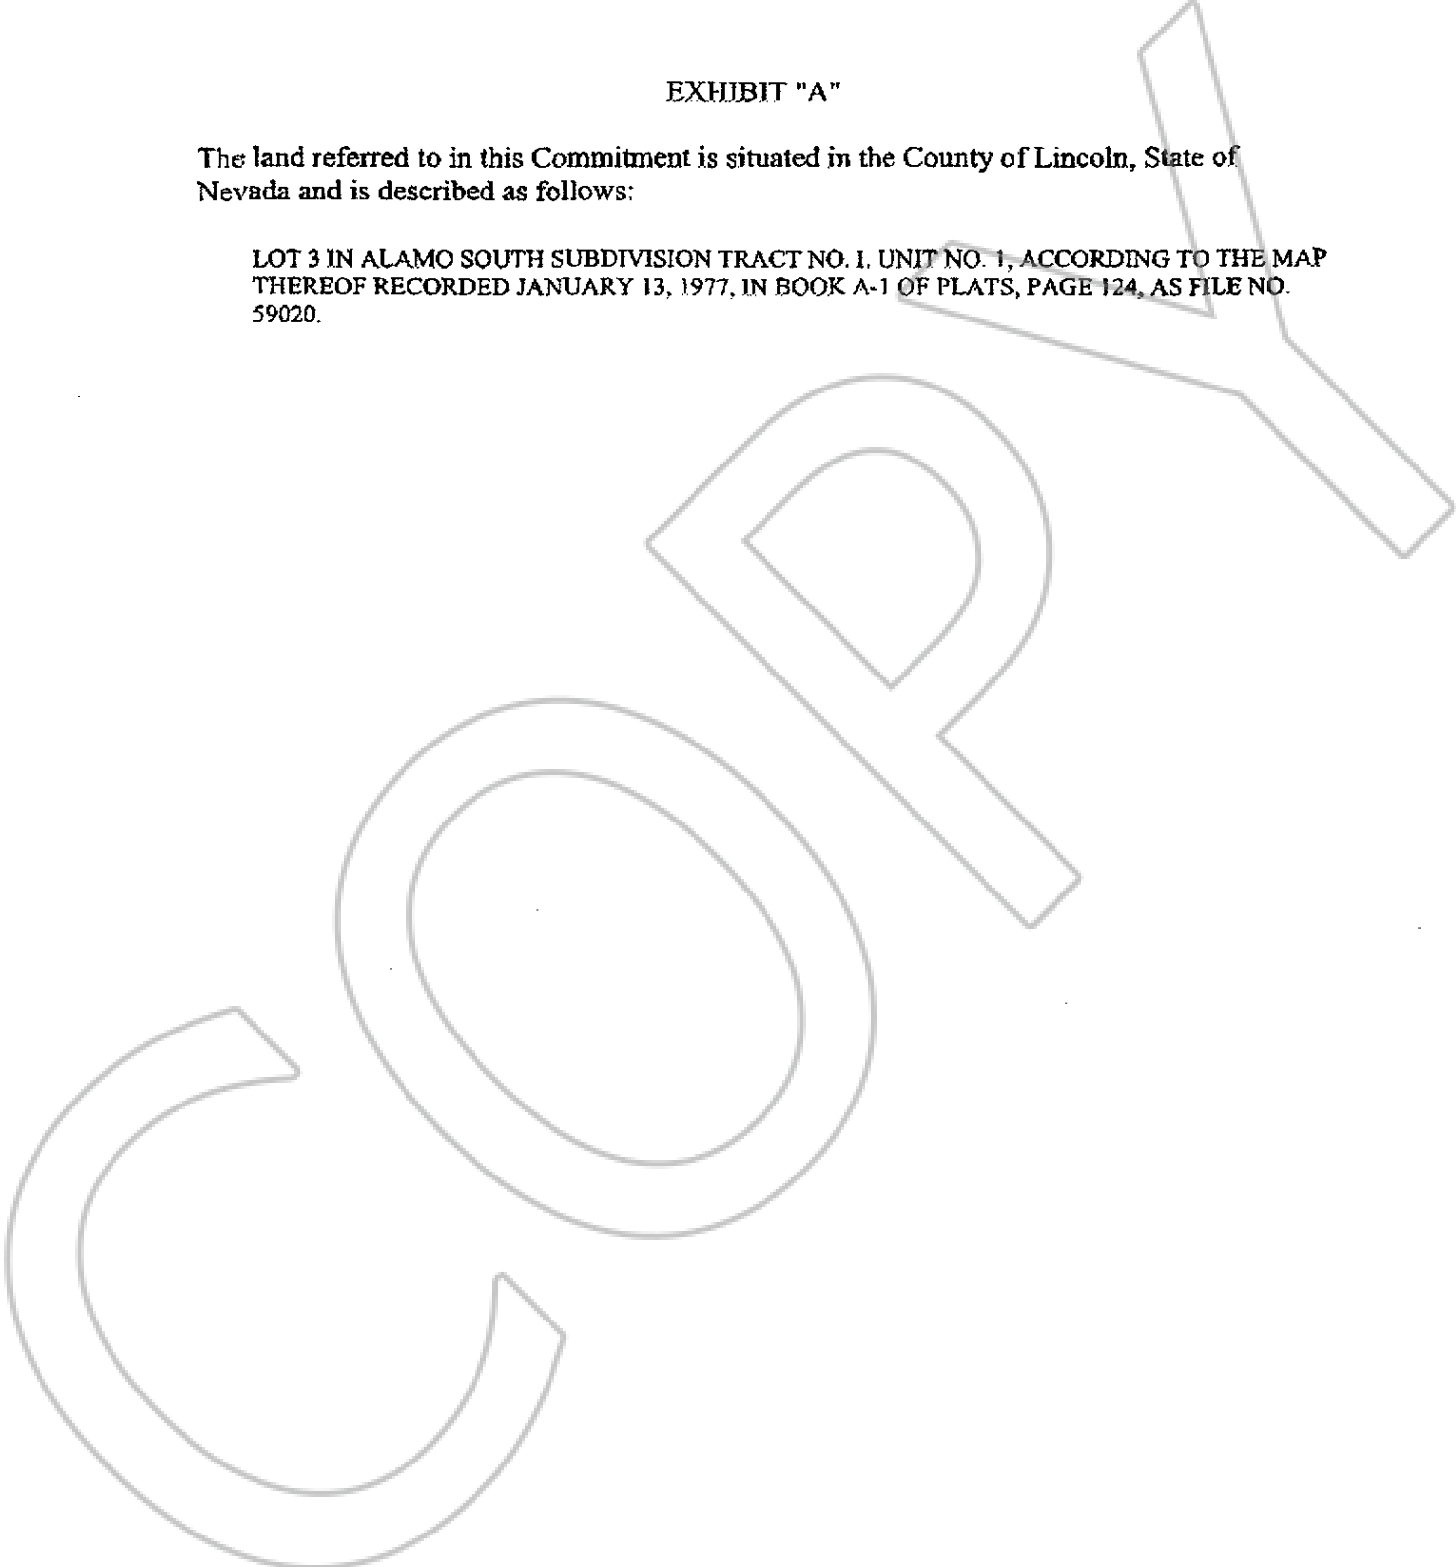 EXHIBIT "A"
The land referred to in this Commitment is situated in the County of Lincoln, State of
Nevada and is described as follows:
LOT 3 IN ALAMO SOUTH SUBDIVISION TRACT NO. 1, UNIT NO. 1, ACCORDING TO THE MAP
THEREOF RECORDED JANUARY 13, 1977, IN BOOK A-1 OF PLATS, PAGE 124, AS FILE NO.
59020.
COPY